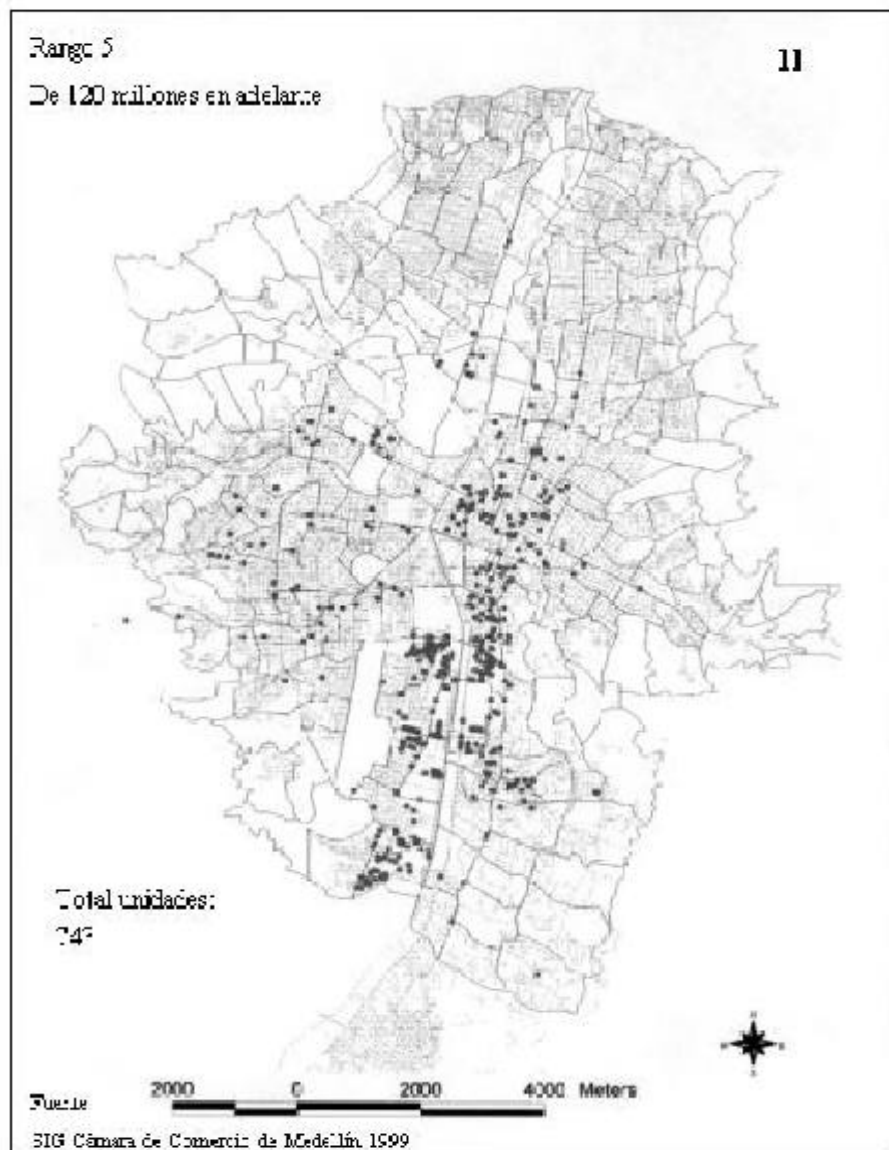 Rango 5
11
De 120 millones en adelante
Total unidades:
2000 0 2000 4000 Meters
Fuente
SIG Cámara de Comercio de Medellín 1999